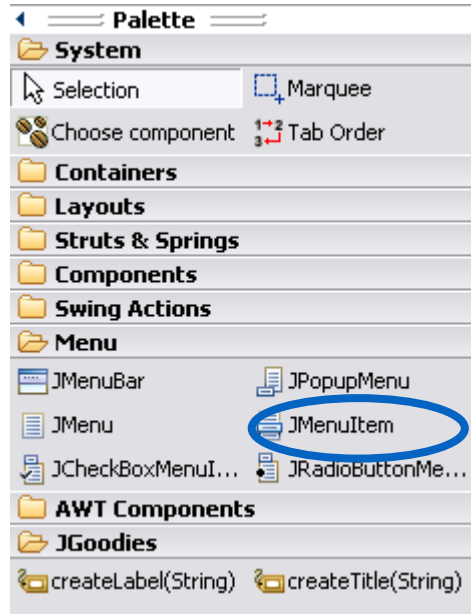 Palette
System
Selection Marquee
Choose component Tab Order
Containers
Layouts
Struts & Springs
Components
Swing Actions
Menu
JMenuBar JPopupMenu
JMenu JMenuItem
JCheckBoxMenuI... JRadioButtonMe...
AWT Components
JGoodies
createLabel(String) createTitle(String)